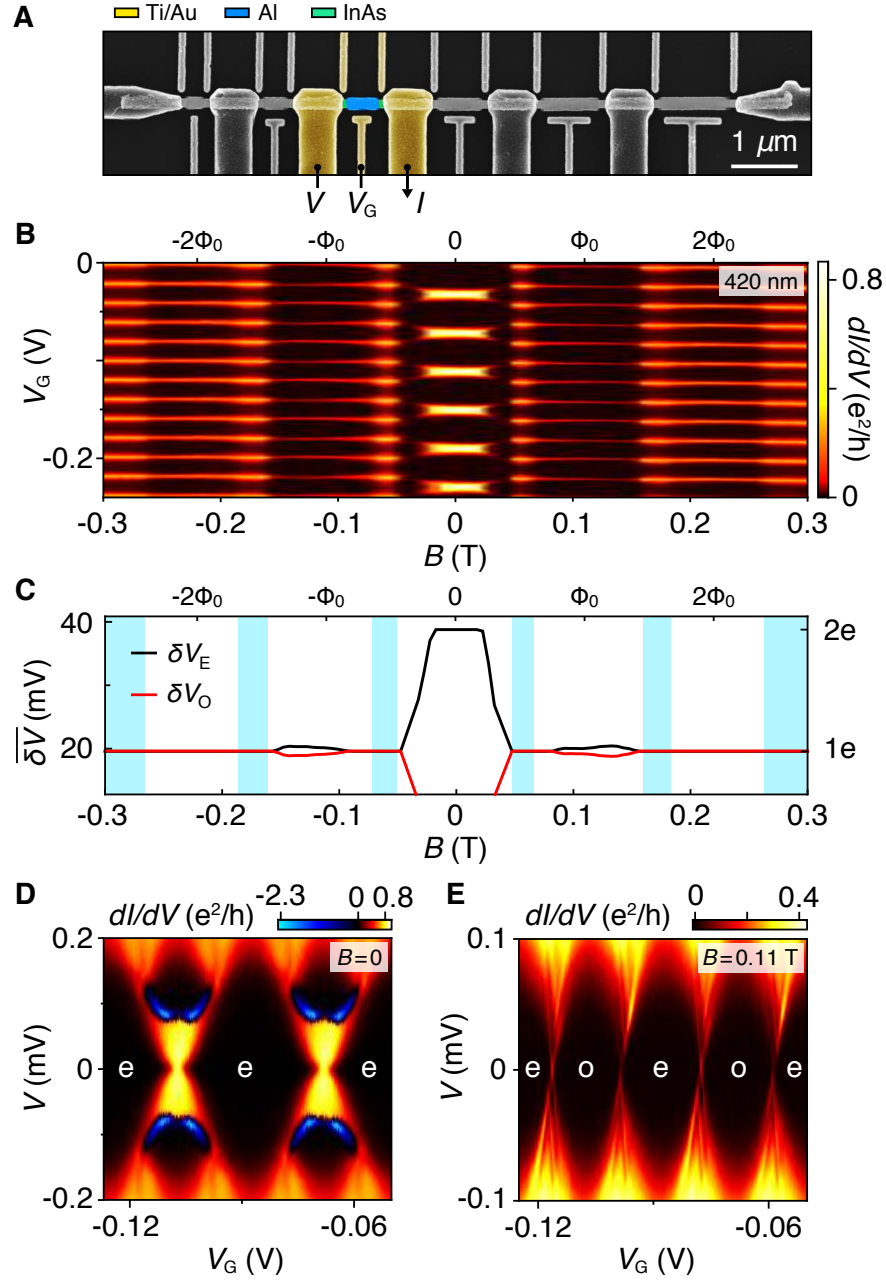 A
Ti/Au Al InAs
1 μm
V V_G I
B
-2Φ₀ -Φ₀ 0 Φ₀ 2Φ₀
0
-0.2
V_G (V)
420 nm
0.8
0
dI/dV (e²/h)
-0.3 -0.2 -0.1 0 0.1 0.2 0.3
B (T)
C
-2Φ₀ -Φ₀ 0 Φ₀ 2Φ₀
40
20
δV (mV)
δV_E
δV_O
2e
1e
-0.3 -0.2 -0.1 0 0.1 0.2 0.3
B (T)
D
dI/dV (e²/h)
-2.3 0 0.8
B=0
0.2
0
-0.2
V (mV)
e e e
-0.12 -0.06
V_G (V)
E
dI/dV (e²/h)
0 0.4
B=0.11 T
0.1
0
-0.1
V (mV)
e o e o e
-0.12 -0.06
V_G (V)